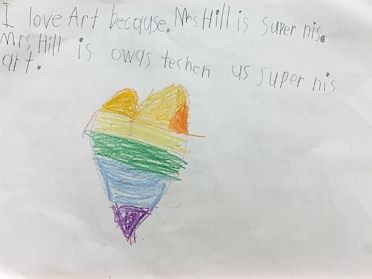 I love Art because. Mrs Hill is super nis.
Mrs Hill is owas techen us super nis
art.